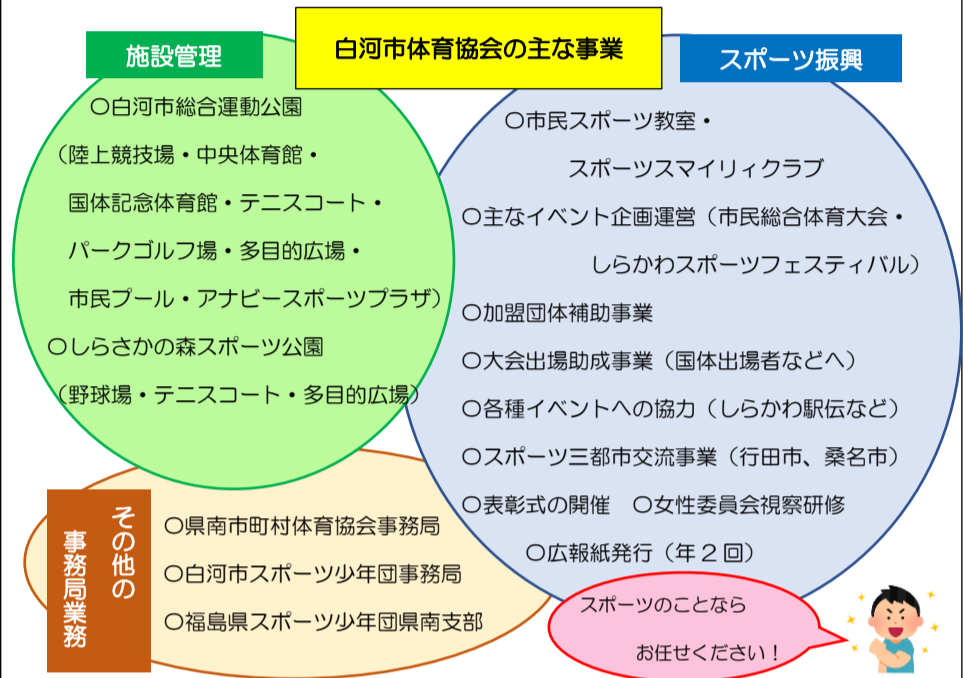 白河市体育協会の主な事業
施設管理
〇白河市総合運動公園
（陸上競技場・中央体育館・
国体記念体育館・テニスコート・
パークゴルフ場・多目的広場・
市民プール・アナビースポーツプラザ）
〇しらさかの森スポーツ公園
（野球場・テニスコート・多目的広場）
スポーツ振興
〇市民スポーツ教室・
スポーツスマイリィクラブ
〇主なイベント企画運営（市民総合体育大会・
しらかわスポーツフェスティバル）
〇加盟団体補助事業
〇大会出場助成事業（国体出場者などへ）
〇各種イベントへの協力（しらかわ駅伝など）
〇スポーツ三都市交流事業（行田市、桑名市）
〇表彰式の開催　〇女性委員会視察研修
〇広報紙発行（年２回）
その他の
事務局業務
〇県南市町村体育協会事務局
〇白河市スポーツ少年団事務局
〇福島県スポーツ少年団県南支部
スポーツのことなら
お任せください！